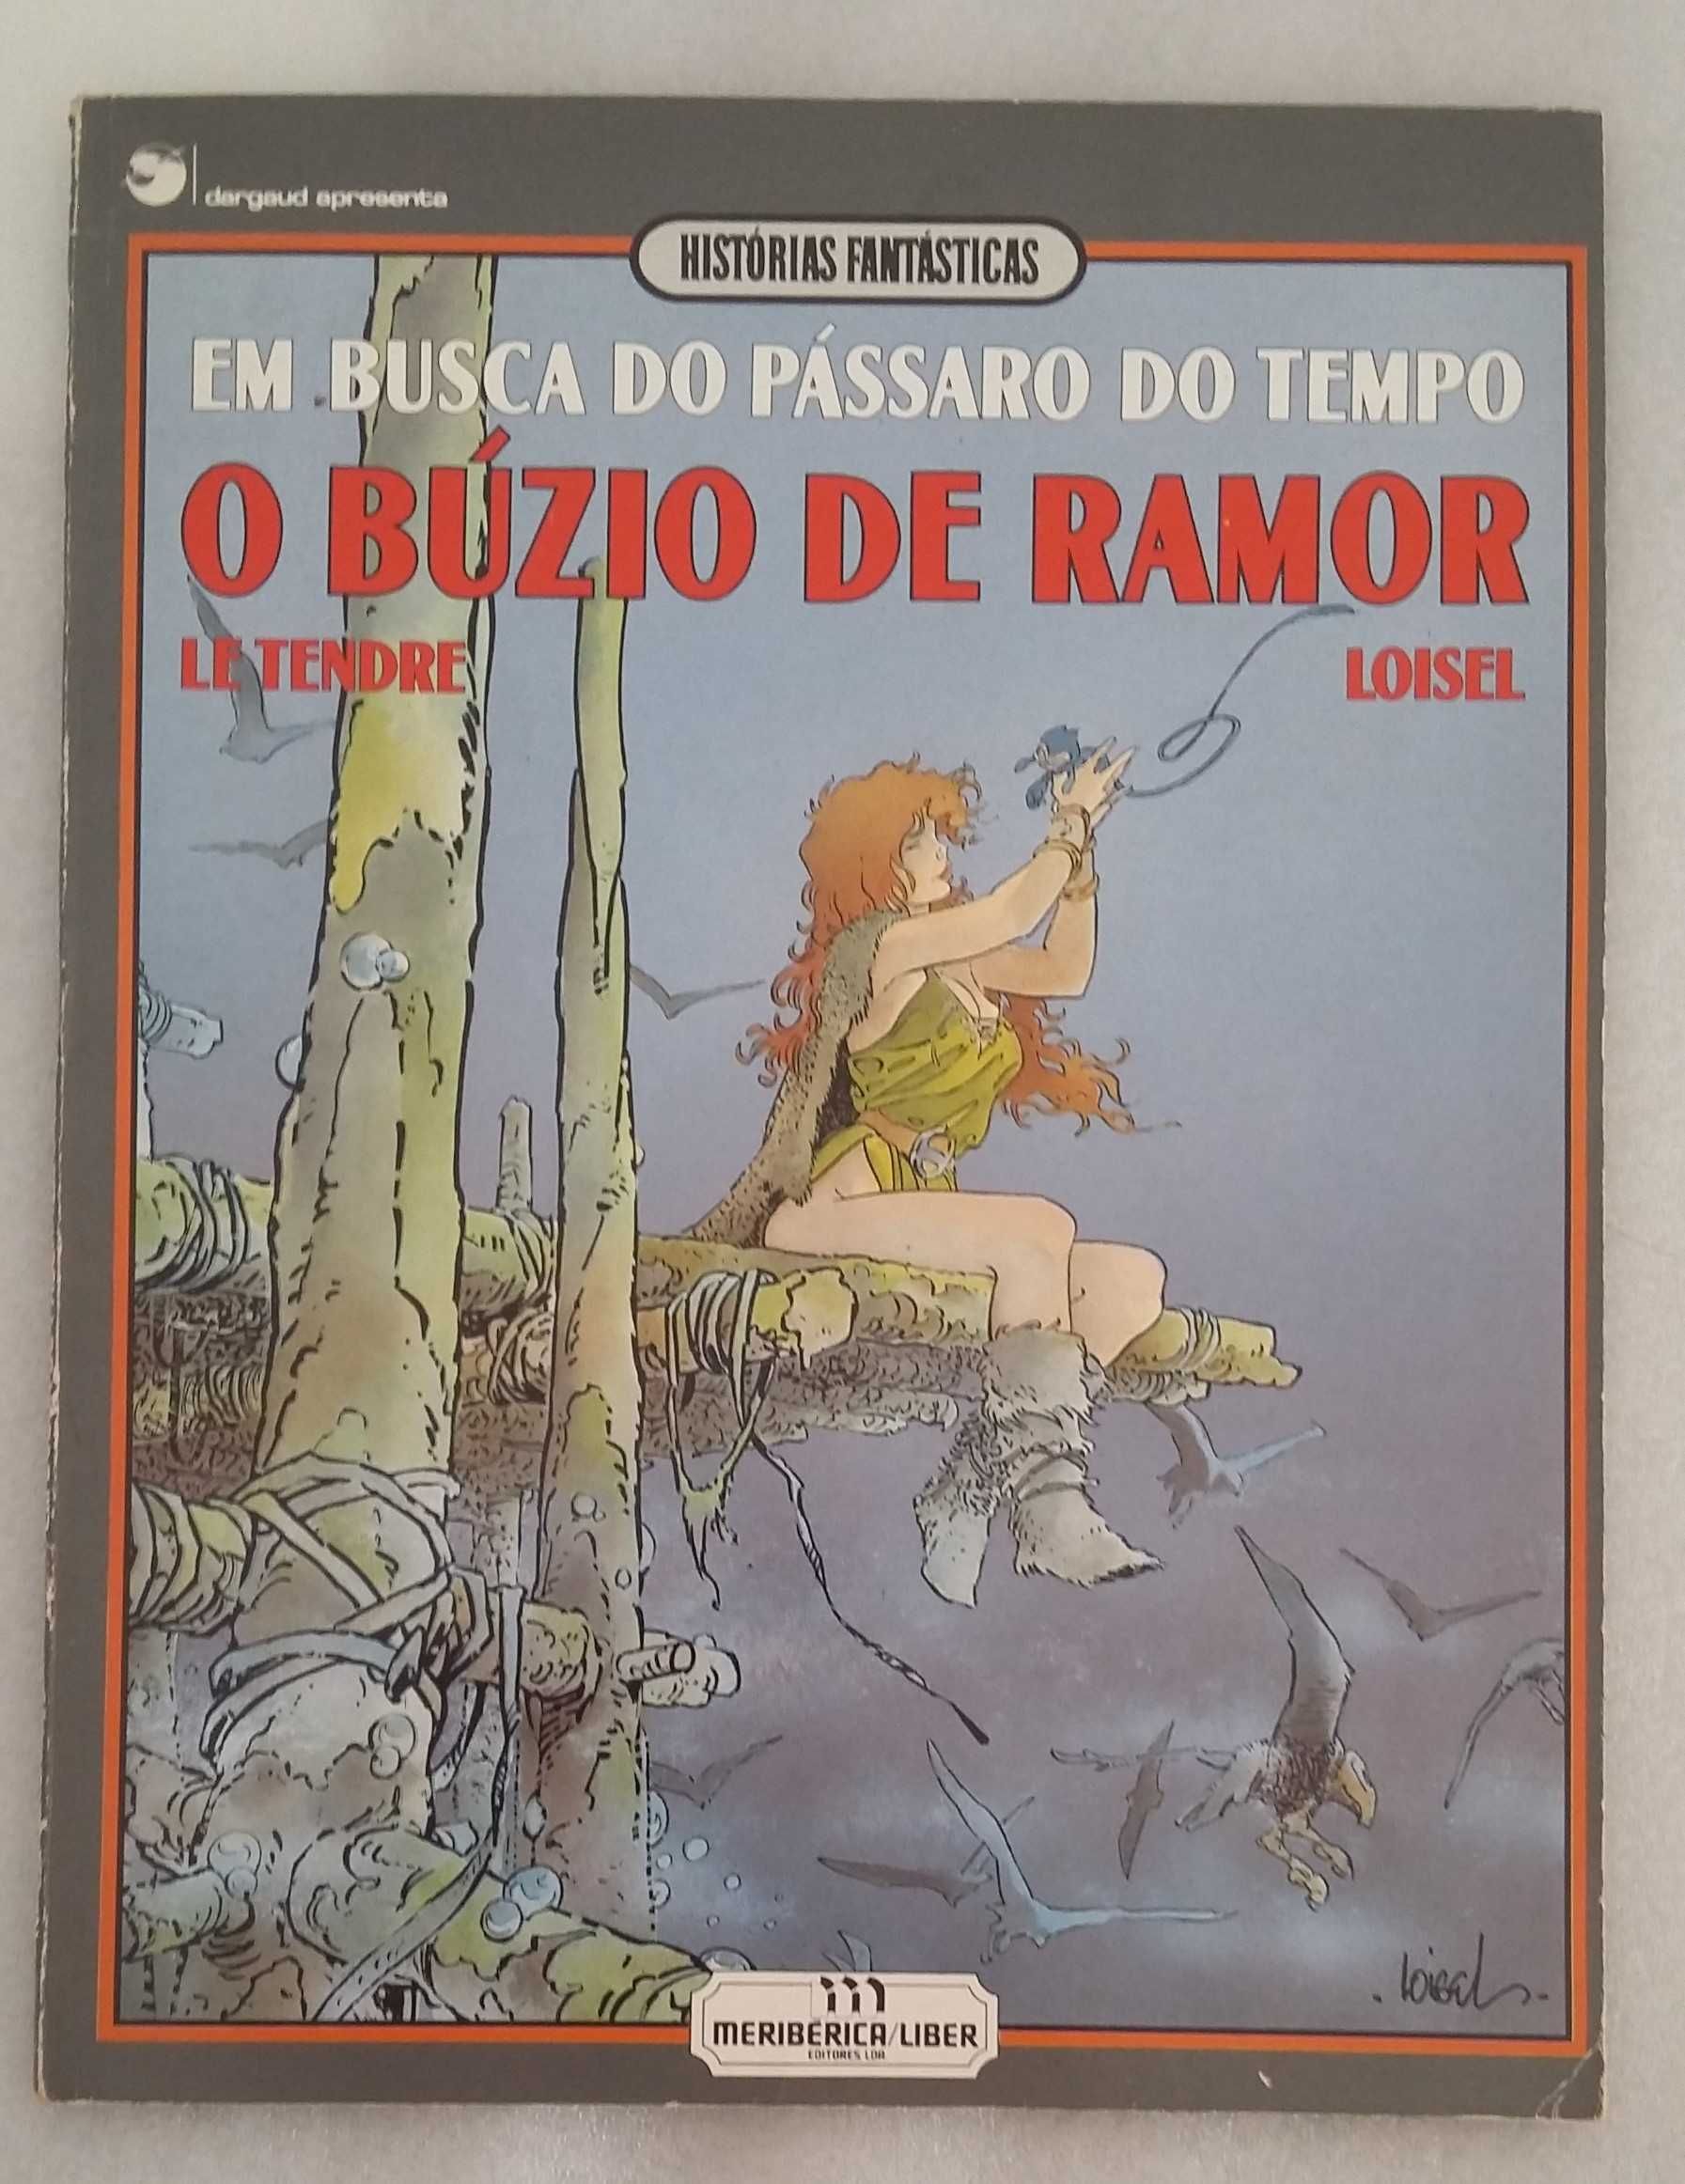 dargaud apresenta
HISTÓRIAS FANTÁSTICAS
EM BUSCA DO PÁSSARO DO TEMPO
O BÚZIO DE RAMOR
LE TENDRE
LOISEL
Loisel
MERIBERICA/LIBER
EDITORES, LDA